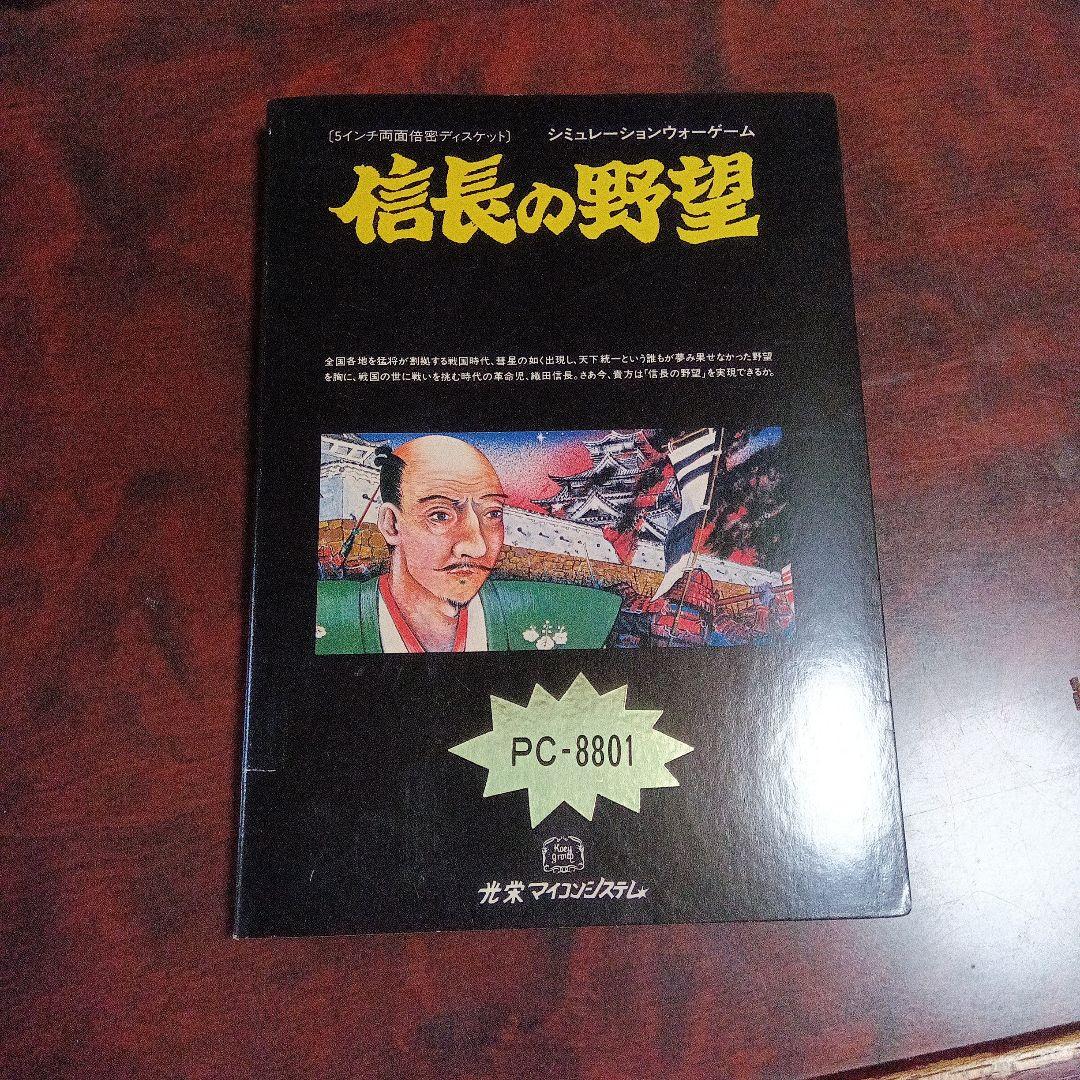 〔5インチ両面倍密ディスケット〕 シミュレーションウォーゲーム
信長の野望
全国各地を猛将が割拠する戦国時代、彗星の如く出現し、天下統一という誰もが夢み果せなかった野望
を胸に、戦国の世に戦いを挑む時代の革命児、織田信長。さあ今、貴方は「信長の野望」を実現できるか。
PC-8801
Koei
group
光栄マイコンシステム